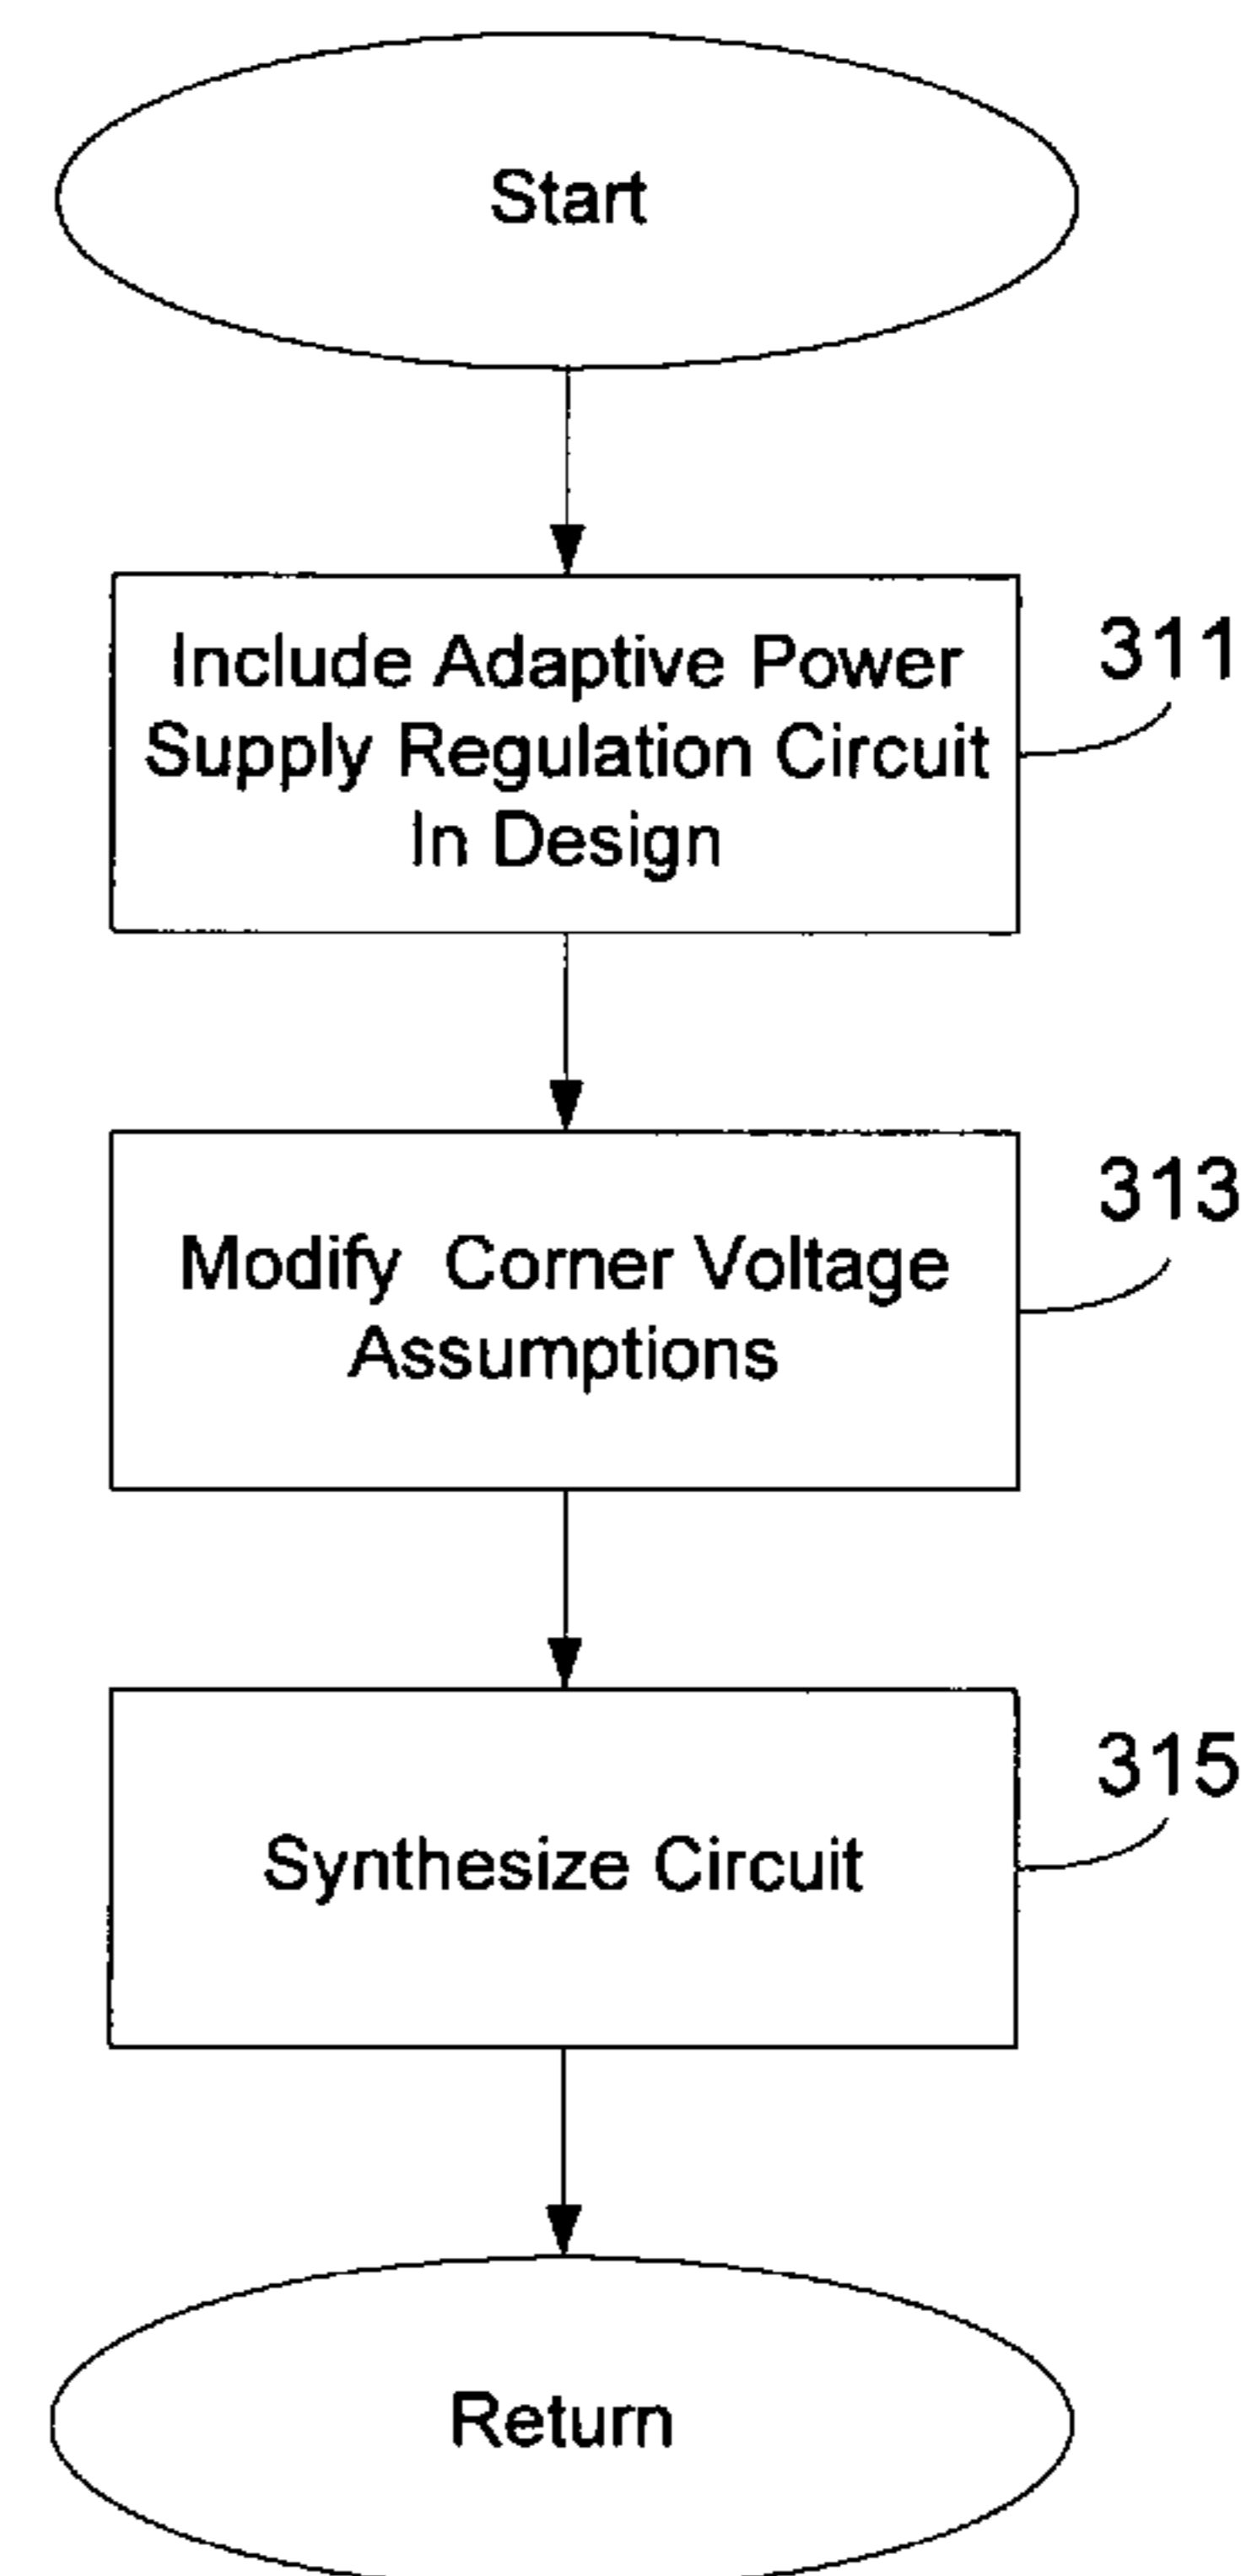 Start
Include Adaptive Power
Supply Regulation Circuit
In Design
311
Modify Corner Voltage
Assumptions
313
Synthesize Circuit
315
Return